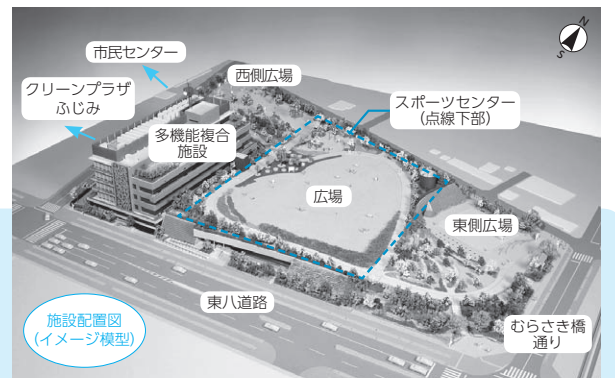 市民センター
N
S
西側広場
クリーンプラザ
ふじみ
スポーツセンター
(点線下部)
多機能複合
施設
広場
東側広場
東八道路
施設配置図
(イメージ模型)
むらさき橋
通り